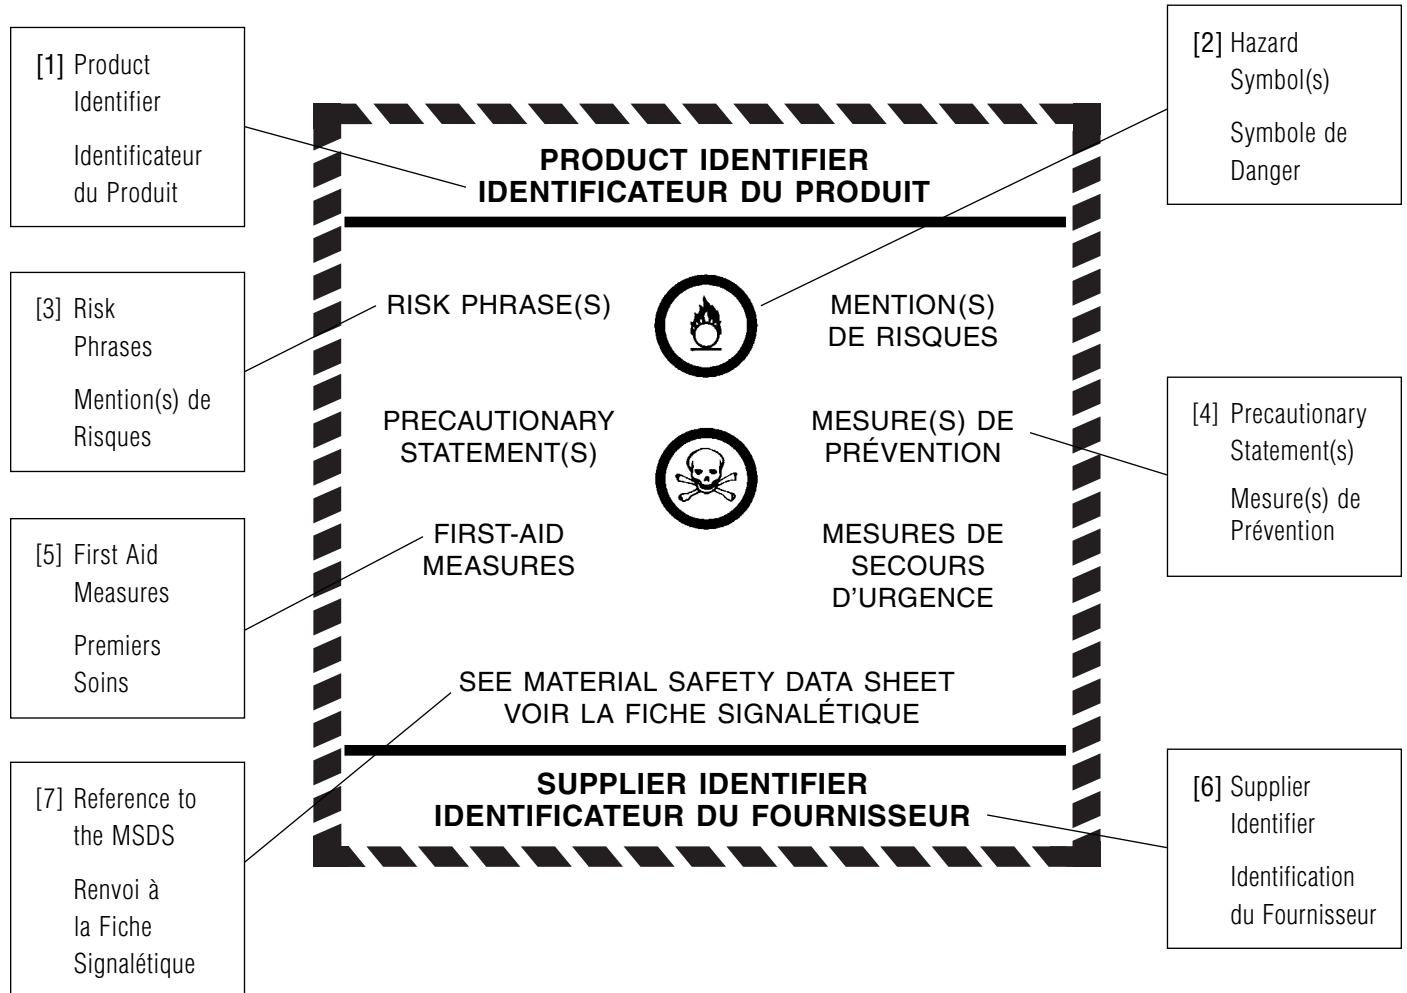 [1] Product
Identifier
Identificateur
du Produit
[2] Hazard
Symbol(s)
Symbole de
Danger
PRODUCT IDENTIFIER
IDENTIFICATEUR DU PRODUIT
[3] Risk
Phrases
Mention(s) de
Risques
RISK PHRASE(S)
MENTION(S)
DE RISQUES
PRECAUTIONARY
STATEMENT(S)
MESURE(S) DE
PRÉVENTION
[4] Precautionary
Statement(s)
Mesure(s) de
Prévention
[5] First Aid
Measures
Premiers
Soins
FIRST-AID
MEASURES
MESURES DE
SECOURS
D'URGENCE
SEE MATERIAL SAFETY DATA SHEET
VOIR LA FICHE SIGNALÉTIQUE
[7] Reference to
the MSDS
Renvoi à
la Fiche
Signalétique
SUPPLIER IDENTIFIER
IDENTIFICATEUR DU FOURNISSEUR
[6] Supplier
Identifier
Identification
du Fournisseur